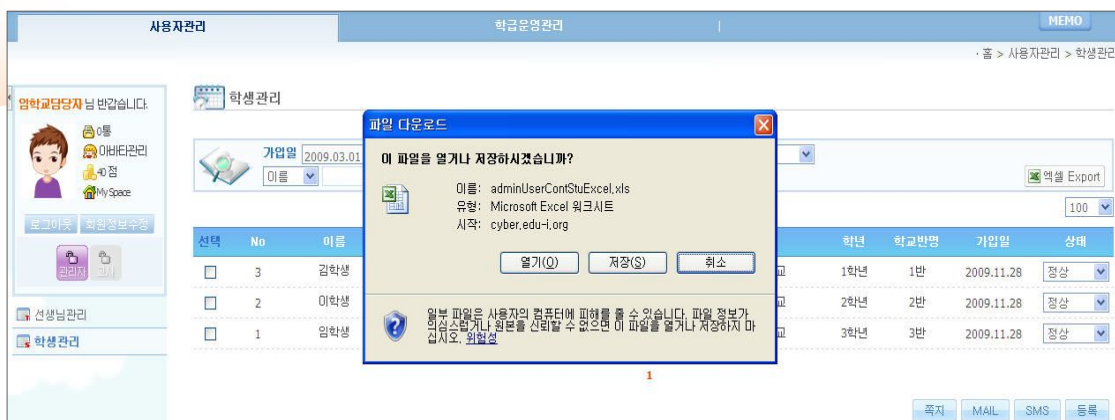 사용자관리 학급운영관리 MEMO
· 홈 > 사용자관리 > 학생관리
임학교담당자 님 반갑습니다.
0통
아바타관리
40점
My Space
로그아웃 회원정보수정
관리자 교사
선생님관리
학생관리
학생관리
가입일 2009.03.01
이름
엑셀 Export
100
선택 No 이름 학년 학교반명 가입일 상태
3 김학생 교 1학년 1반 2009.11.28 정상
2 이학생 교 2학년 2반 2009.11.28 정상
1 임학생 교 3학년 3반 2009.11.28 정상
1
쪽지 MAIL SMS 등록
파일 다운로드
이 파일을 열거나 저장하시겠습니까?
이름: adminUserContStuExcel.xls
유형: Microsoft Excel 워크시트
시작: cyber.edu-i.org
열기(O) 저장(S) 취소
일부 파일은 사용자의 컴퓨터에 피해를 줄 수 있습니다. 파일 정보가
의심스럽거나 원본을 신뢰할 수 없으면 이 파일을 열거나 저장하지 마
십시오. 위험성